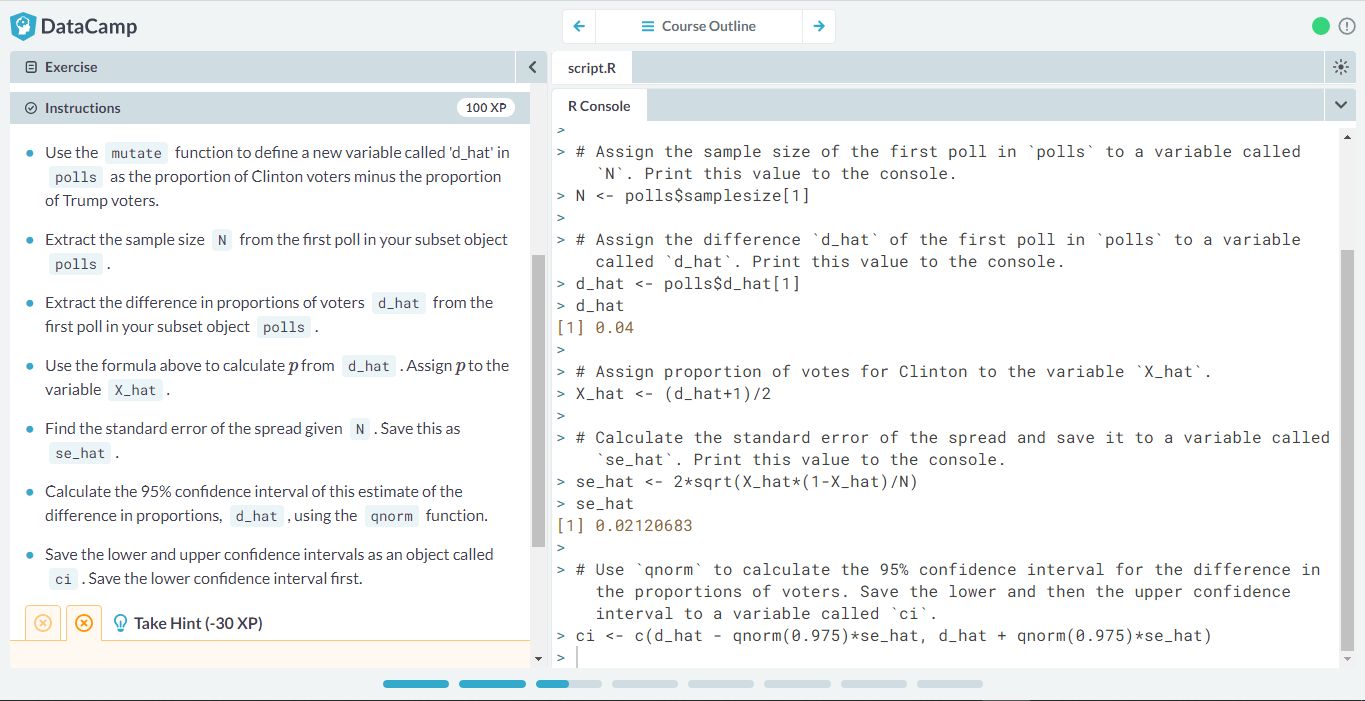 DataCamp
Course Outline
Exercise
Instructions
100 XP
Use the mutate function to define a new variable called 'd_hat' in
polls as the proportion of Clinton voters minus the proportion
of Trump voters.
Extract the sample size N from the first poll in your subset object
polls .
Extract the difference in proportions of voters d_hat from the
first poll in your subset object polls .
Use the formula above to calculate p from d_hat . Assign p to the
variable X_hat .
Find the standard error of the spread given N . Save this as
se_hat .
Calculate the 95% confidence interval of this estimate of the
difference in proportions, d_hat , using the qnorm function.
Save the lower and upper confidence intervals as an object called
ci . Save the lower confidence interval first.
Take Hint (-30 XP)
script.R
R Console
>
> # Assign the sample size of the first poll in `polls` to a variable called
`N`. Print this value to the console.
> N <- polls$samplesize[1]
>
> # Assign the difference `d_hat` of the first poll in `polls` to a variable
called `d_hat`. Print this value to the console.
> d_hat <- polls$d_hat[1]
> d_hat
[1] 0.04
>
> # Assign proportion of votes for Clinton to the variable `X_hat`.
> X_hat <- (d_hat+1)/2
>
> # Calculate the standard error of the spread and save it to a variable called
`se_hat`. Print this value to the console.
> se_hat <- 2*sqrt(X_hat*(1-X_hat)/N)
> se_hat
[1] 0.02120683
>
> # Use `qnorm` to calculate the 95% confidence interval for the difference in
the proportions of voters. Save the lower and then the upper confidence
interval to a variable called `ci`.
> ci <- c(d_hat - qnorm(0.975)*se_hat, d_hat + qnorm(0.975)*se_hat)
>